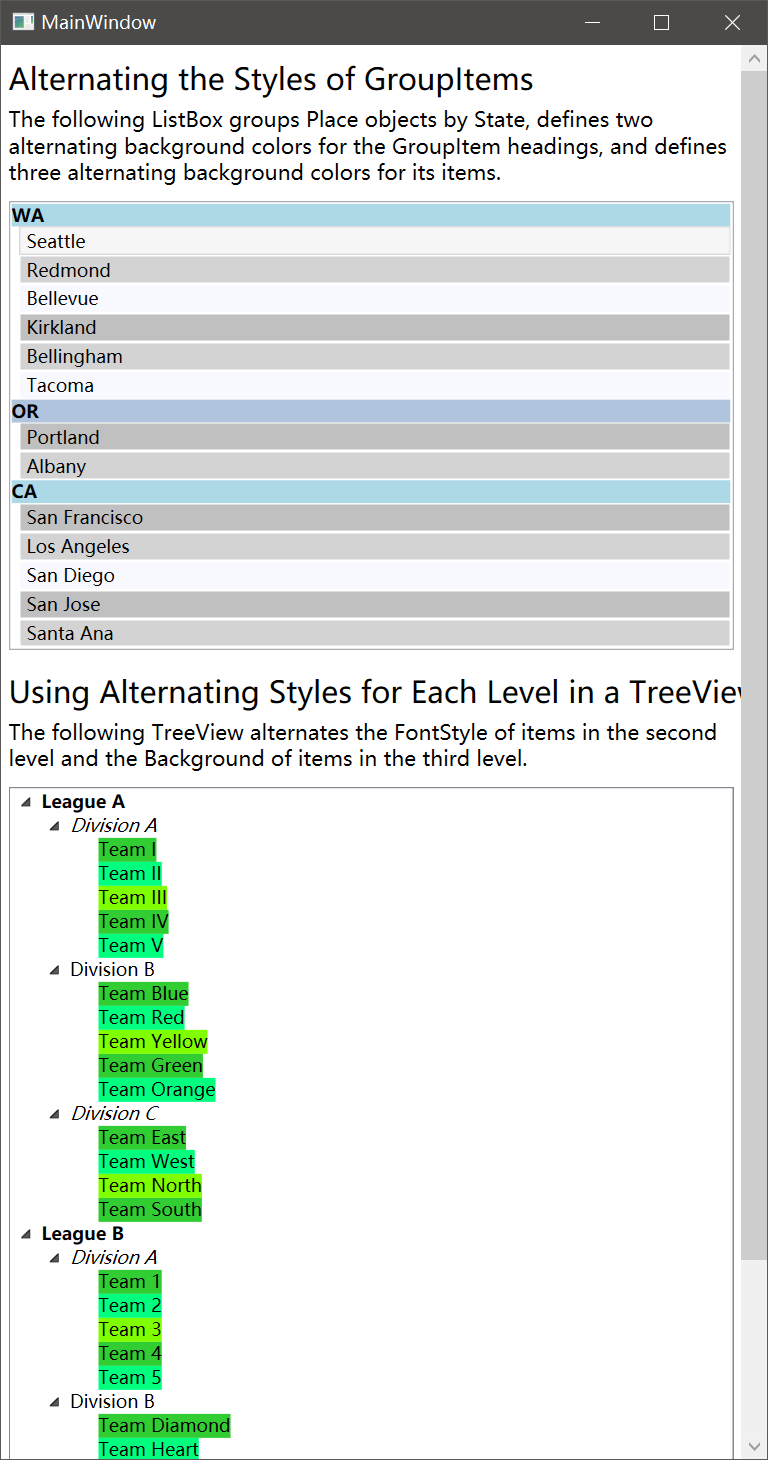 MainWindow
Alternating the Styles of GroupItems
The following ListBox groups Place objects by State, defines two
alternating background colors for the GroupItem headings, and defines
three alternating background colors for its items.
WA
Seattle
Redmond
Bellevue
Kirkland
Bellingham
Tacoma
OR
Portland
Albany
CA
San Francisco
Los Angeles
San Diego
San Jose
Santa Ana
Using Alternating Styles for Each Level in a TreeView
The following TreeView alternates the FontStyle of items in the second
level and the Background of items in the third level.
League A
Division A
Team I
Team II
Team III
Team IV
Team V
Division B
Team Blue
Team Red
Team Yellow
Team Green
Team Orange
Division C
Team East
Team West
Team North
Team South
League B
Division A
Team 1
Team 2
Team 3
Team 4
Team 5
Division B
Team Diamond
Team Heart